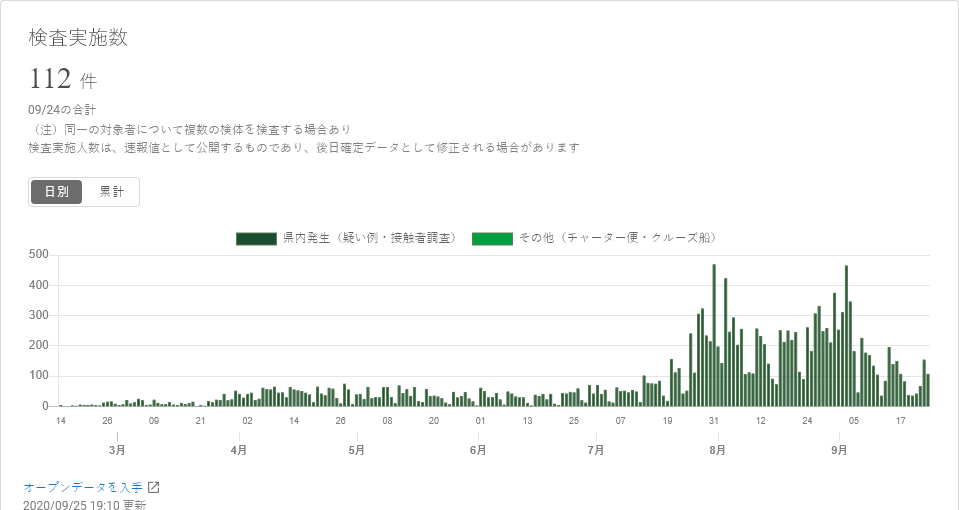 検査実施数
112 件
09/24の合計
（注）同一の対象者について複数の検体を検査する場合あり
検査実施人数は、速報値として公開するものであり、後日確定データとして修正される場合があります
日別 累計
県内発生（疑い例・接触者調査） その他（チャーター便・クルーズ船）
500
400
300
200
100
0
14 26 09 21 02 14 26 08 20 01 13 25 07 19 31 12 24 05 17
3月 4月 5月 6月 7月 8月 9月
オープンデータを入手
2020/09/25 19:10 更新